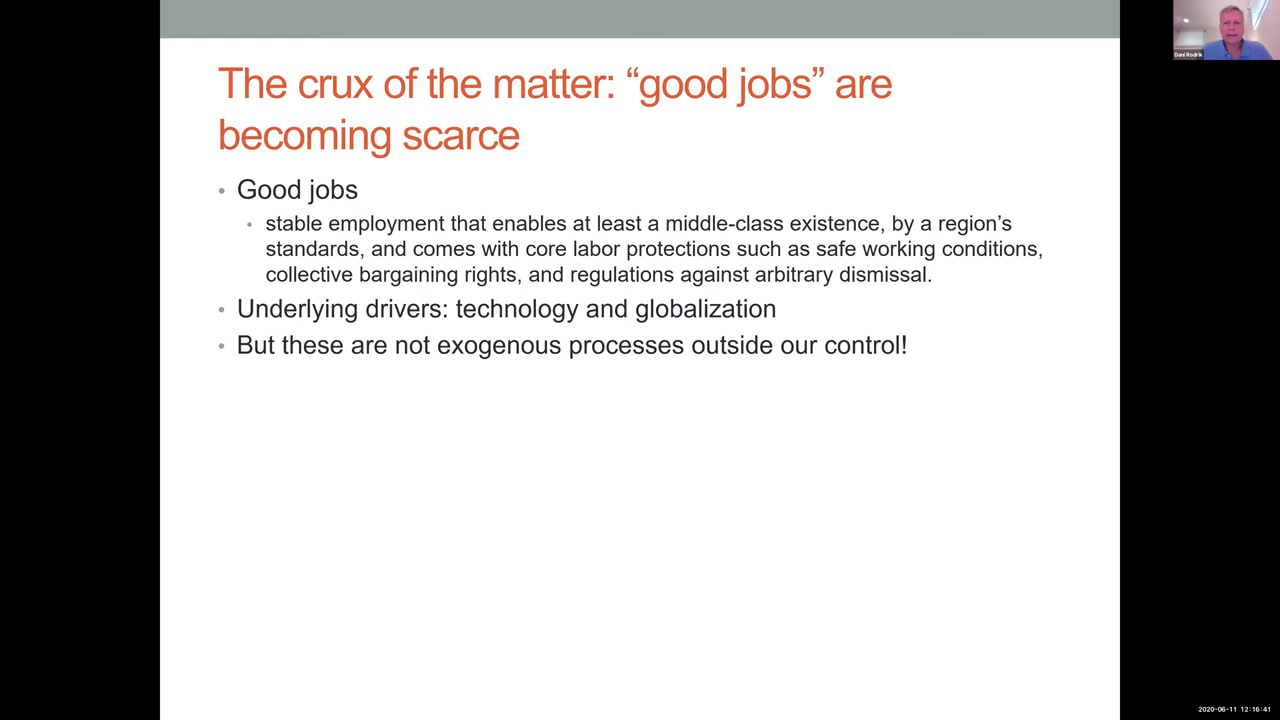 The crux of the matter: “good jobs” are
becoming scarce
• Good jobs
• stable employment that enables at least a middle-class existence, by a region’s
standards, and comes with core labor protections such as safe working conditions,
collective bargaining rights, and regulations against arbitrary dismissal.
• Underlying drivers: technology and globalization
• But these are not exogenous processes outside our control!
Dani Rodrik
2020-06-11 12:16:41